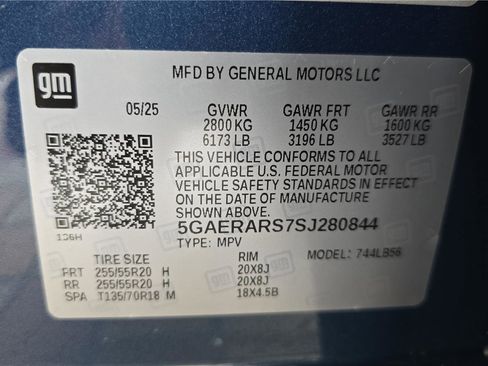 gm
MFD BY GENERAL MOTORS LLC
05/25 GVWR GAWR FRT GAWR RR
2800 KG 1450 KG 1600 KG
6173 LB 3196 LB 3527 LB
THIS VEHICLE CONFORMS TO ALL
APPLICABLE U.S. FEDERAL MOTOR
VEHICLE SAFETY STANDARDS IN EFFECT
ON THE DATE OF MANUFACTURE
SHOWN ABOVE.
5GAERARS7SJ280844
TYPE: MPV 744LB56
TIRE SIZE RIM
FRT 255/55R20 H 20X8J
RR 255/55R20 H 20X8J
SPA T135/70R18 M 18X4.5B